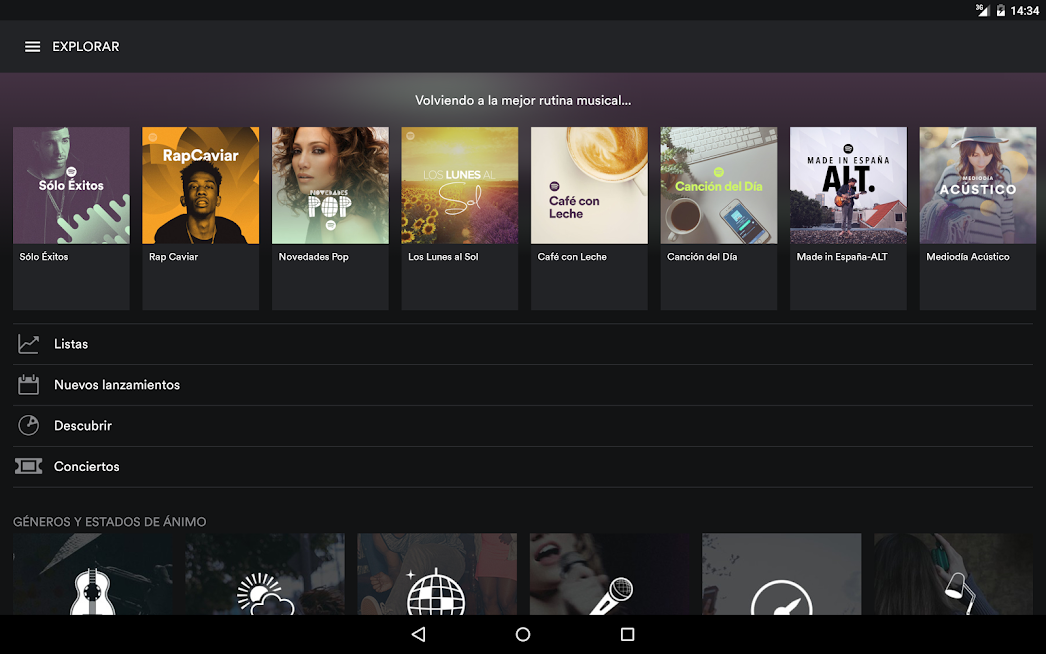 3G 14:34
EXPLORAR
Volviendo a la mejor rutina musical...
Sólo Éxitos
RapCaviar
NOVEDADES
POP
LOS LUNES AL
Sol
Café con
Leche
Canción del Día
MADE IN ESPAÑA
ALT.
MEDIODÍA
ACÚSTICO
Sólo Éxitos
Rap Caviar
Novedades Pop
Los Lunes al Sol
Café con Leche
Canción del Día
Made in España-ALT
Mediodía Acústico
Listas
Nuevos lanzamientos
Descubrir
Conciertos
GÉNEROS Y ESTADOS DE ÁNIMO